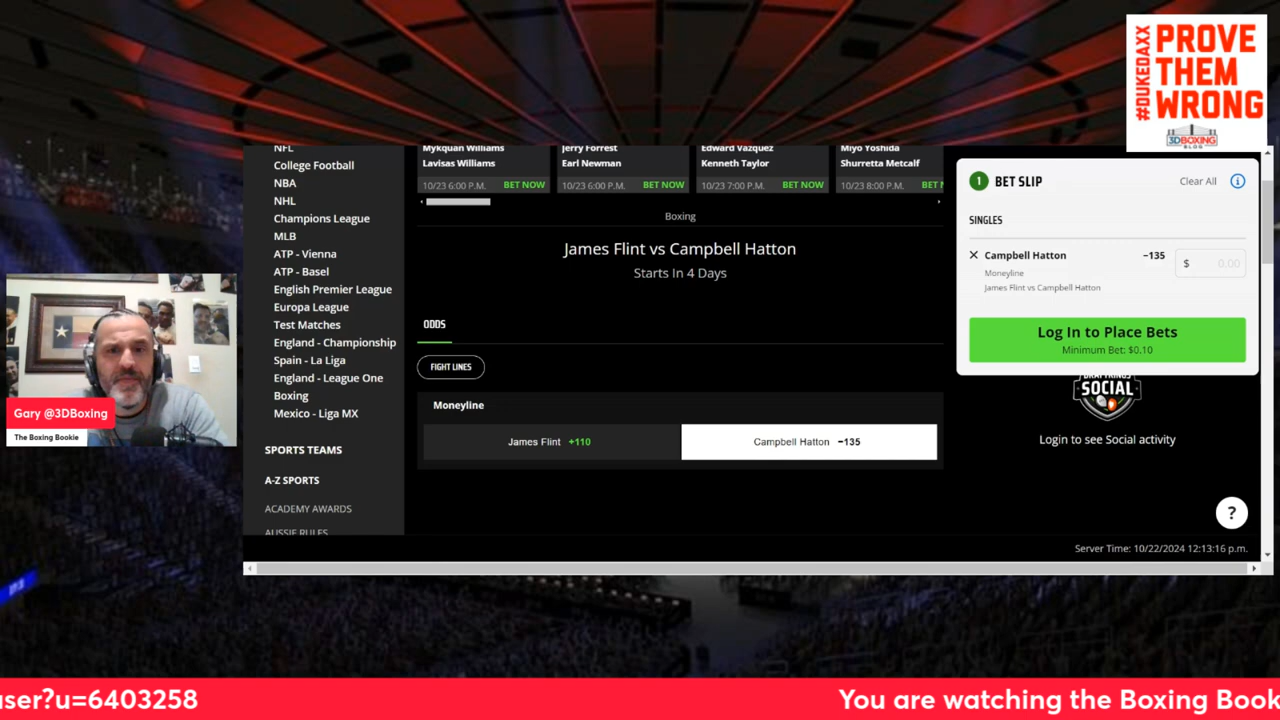 #DUKEDAXX
PROVE
THEM
WRONG
3DBOXING
BLOG
NFL
College Football
NBA
NHL
Champions League
MLB
ATP - Vienna
ATP - Basel
English Premier League
Europa League
Test Matches
England - Championship
Spain - La Liga
England - League One
Boxing
Mexico - Liga MX
SPORTS TEAMS
A-Z SPORTS
ACADEMY AWARDS
AUSSIE RULES
Mykquan Williams
Lavisas Williams
10/23 6:00 P.M. BET NOW
Jerry Forrest
Earl Newman
10/23 6:00 P.M. BET NOW
Edward Vazquez
Kenneth Taylor
10/23 7:00 P.M. BET NOW
Miyo Yoshida
Shurretta Metcalf
10/23 8:00 P.M. BET N
Boxing
James Flint vs Campbell Hatton
Starts In 4 Days
ODDS
FIGHT LINES
Moneyline
James Flint +110
Campbell Hatton −135
1 BET SLIP Clear All i
SINGLES
× Campbell Hatton −135 $ 0.00
Moneyline
James Flint vs Campbell Hatton
Log In to Place Bets
Minimum Bet: $0.10
DRAFTKINGS
SOCIAL
Login to see Social activity
?
Server Time: 10/22/2024 12:13:16 p.m.
Gary @3DBoxing
The Boxing Bookie
user?u=6403258 You are watching the Boxing Book